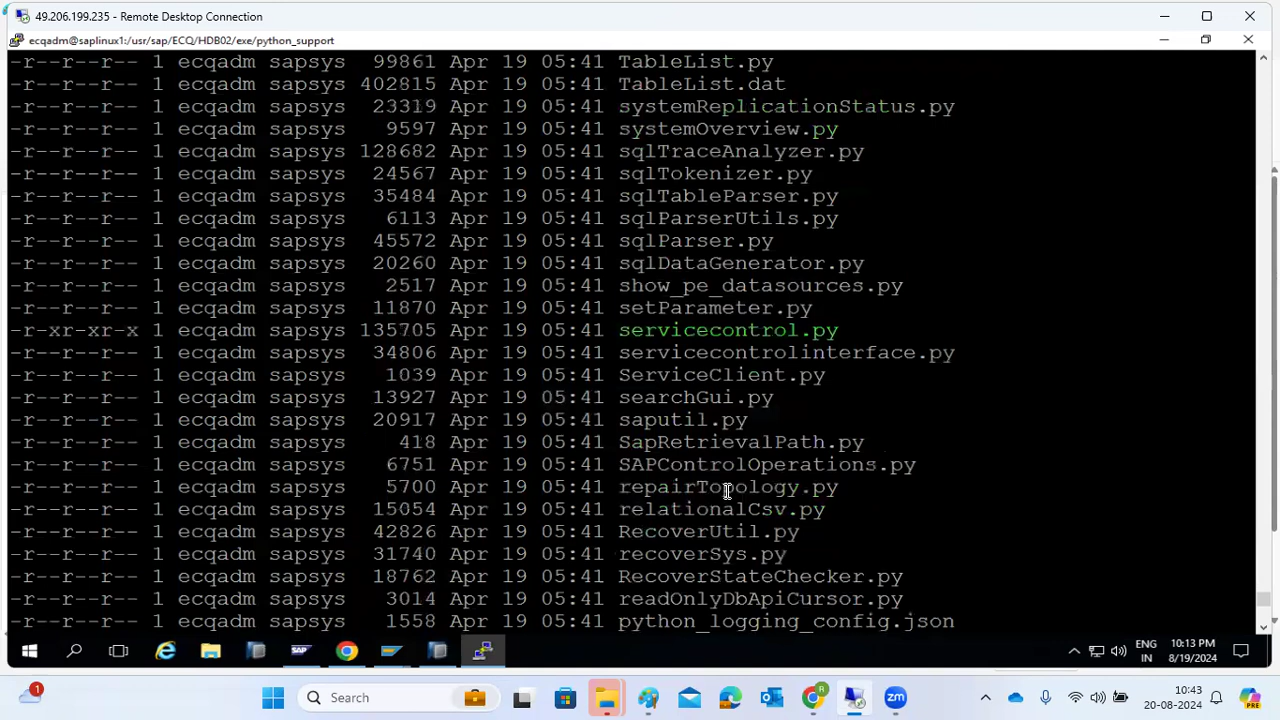 49.206.199.235 - Remote Desktop Connection
ecqadm@saplinux1:/usr/sap/ECQ/HDB02/exe/python_support
-r--r--r-- 1 ecqadm sapsys 99861 Apr 19 05:41 TableList.py
-r--r--r-- 1 ecqadm sapsys 402815 Apr 19 05:41 TableList.dat
-r--r--r-- 1 ecqadm sapsys 23319 Apr 19 05:41 systemReplicationStatus.py
-r--r--r-- 1 ecqadm sapsys 9597 Apr 19 05:41 systemOverview.py
-r--r--r-- 1 ecqadm sapsys 128682 Apr 19 05:41 sqlTraceAnalyzer.py
-r--r--r-- 1 ecqadm sapsys 24567 Apr 19 05:41 sqlTokenizer.py
-r--r--r-- 1 ecqadm sapsys 35484 Apr 19 05:41 sqlTableParser.py
-r--r--r-- 1 ecqadm sapsys 6113 Apr 19 05:41 sqlParserUtils.py
-r--r--r-- 1 ecqadm sapsys 45572 Apr 19 05:41 sqlParser.py
-r--r--r-- 1 ecqadm sapsys 20260 Apr 19 05:41 sqlDataGenerator.py
-r--r--r-- 1 ecqadm sapsys 2517 Apr 19 05:41 show_pe_datasources.py
-r--r--r-- 1 ecqadm sapsys 11870 Apr 19 05:41 setParameter.py
-r-xr-xr-x 1 ecqadm sapsys 135705 Apr 19 05:41 servicecontrol.py
-r--r--r-- 1 ecqadm sapsys 34806 Apr 19 05:41 servicecontrolinterface.py
-r--r--r-- 1 ecqadm sapsys 1039 Apr 19 05:41 ServiceClient.py
-r--r--r-- 1 ecqadm sapsys 13927 Apr 19 05:41 searchGui.py
-r--r--r-- 1 ecqadm sapsys 20917 Apr 19 05:41 saputil.py
-r--r--r-- 1 ecqadm sapsys 418 Apr 19 05:41 SapRetrievalPath.py
-r--r--r-- 1 ecqadm sapsys 6751 Apr 19 05:41 SAPControlOperations.py
-r--r--r-- 1 ecqadm sapsys 5700 Apr 19 05:41 repairTopology.py
-r--r--r-- 1 ecqadm sapsys 15054 Apr 19 05:41 relationalCsv.py
-r--r--r-- 1 ecqadm sapsys 42826 Apr 19 05:41 RecoverUtil.py
-r--r--r-- 1 ecqadm sapsys 31740 Apr 19 05:41 recoverSys.py
-r--r--r-- 1 ecqadm sapsys 18762 Apr 19 05:41 RecoverStateChecker.py
-r--r--r-- 1 ecqadm sapsys 3014 Apr 19 05:41 readOnlyDbApiCursor.py
-r--r--r-- 1 ecqadm sapsys 1558 Apr 19 05:41 python_logging_config.json
SAP
ENG
IN
10:13 PM
8/19/2024
1
Search
R
zm
PRE
10:43
20-08-2024